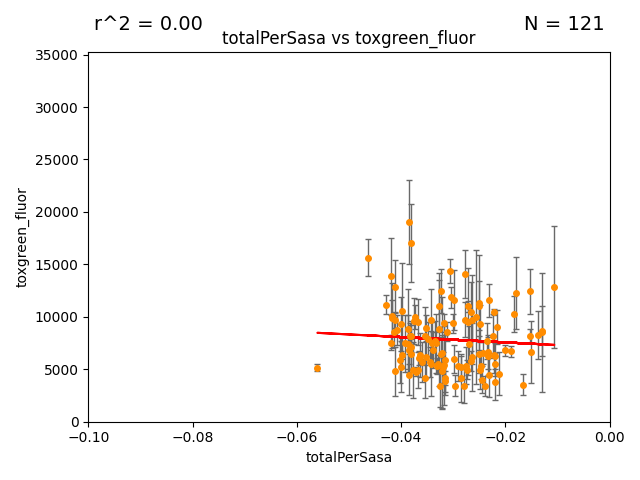 r^2 = 0.00
N = 121
totalPerSasa vs toxgreen_fluor
35000
30000
25000
20000
15000
10000
5000
0
toxgreen_fluor
−0.10
−0.08
−0.06
−0.04
−0.02
0.00
totalPerSasa